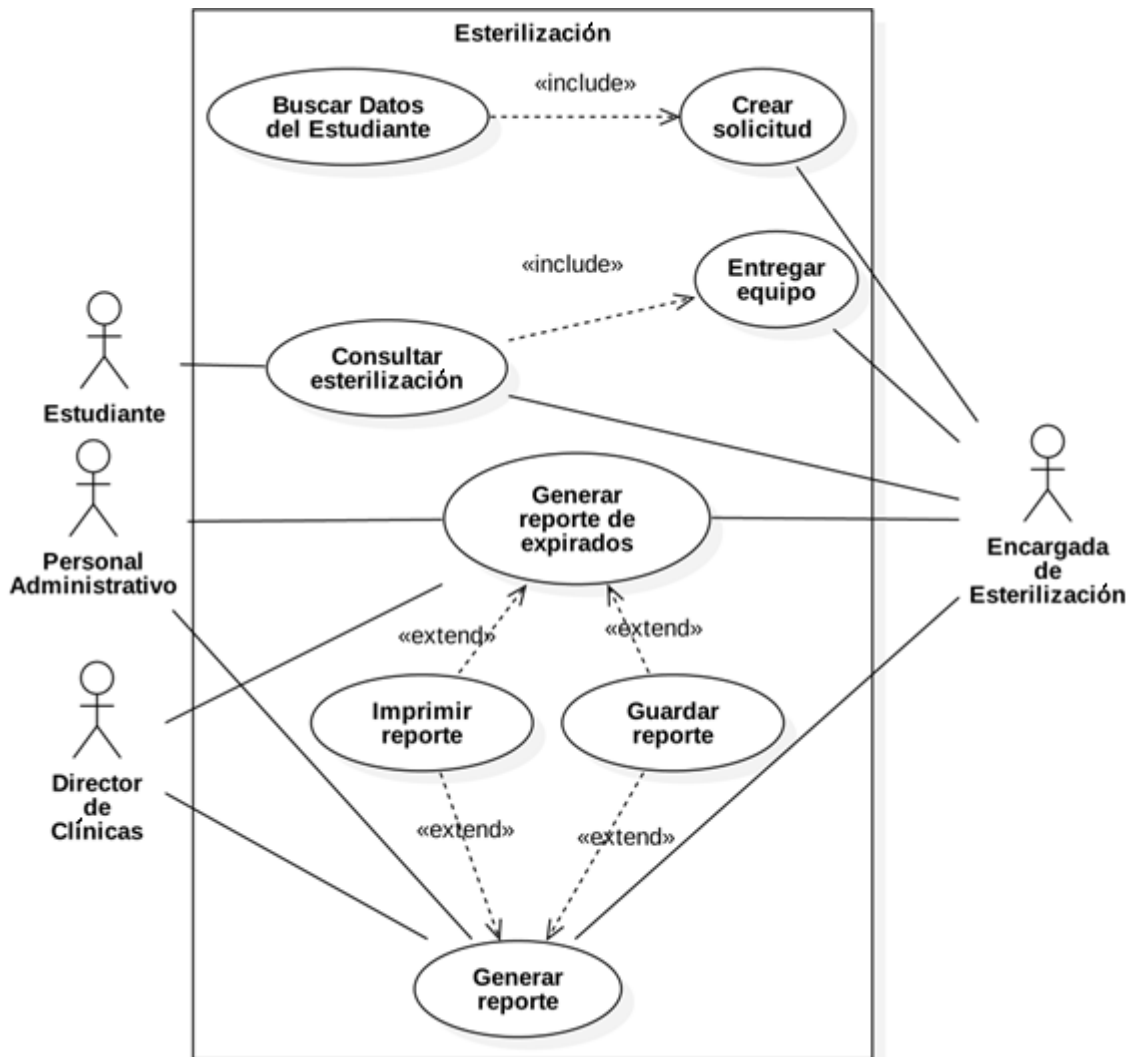 Esterilización
«include»
Buscar Datos
del Estudiante
Crear
solicitud
«include»
Entregar
equipo
Consultar
esterilización
Estudiante
Generar
reporte de
expirados
Personal
Administrativo
Encargada
de
Esterilización
«extend»
«extend»
Imprimir
reporte
Guardar
reporte
Director
de
Clínicas
«extend»
«extend»
Generar
reporte